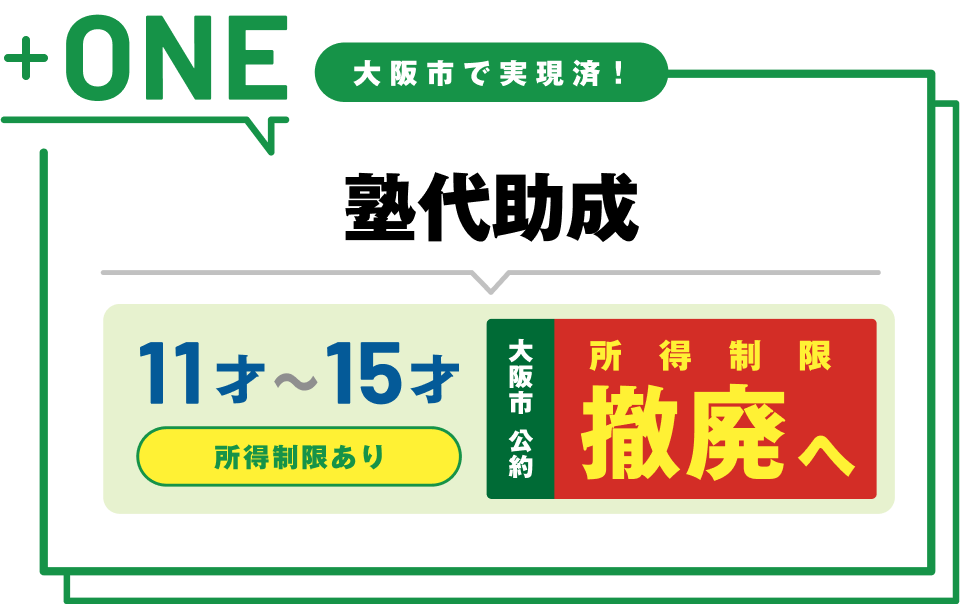 +ONE
大阪市で実現済！
塾代助成
11才～15才
所得制限あり
大阪市 公約
所得制限
撤廃へ